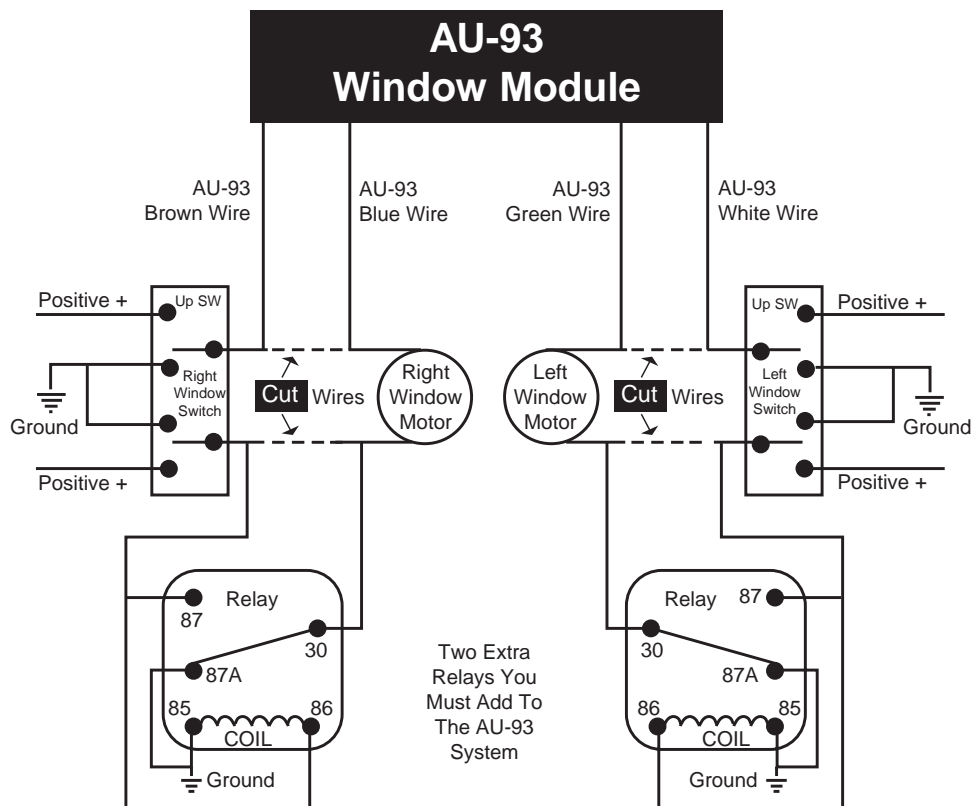 AU-93
Window Module
AU-93
Brown Wire
AU-93
Blue Wire
AU-93
Green Wire
AU-93
White Wire
Positive +
Up SW
Right
Window
Switch
Ground
Positive +
Cut Wires
Right
Window
Motor
Left
Window
Motor
Cut Wires
Up SW
Positive +
Left
Window
Switch
Ground
Positive +
Relay
87
30
87A
85
86
COIL
Ground
Two Extra
Relays You
Must Add To
The AU-93
System
Relay
87
30
87A
86
85
COIL
Ground